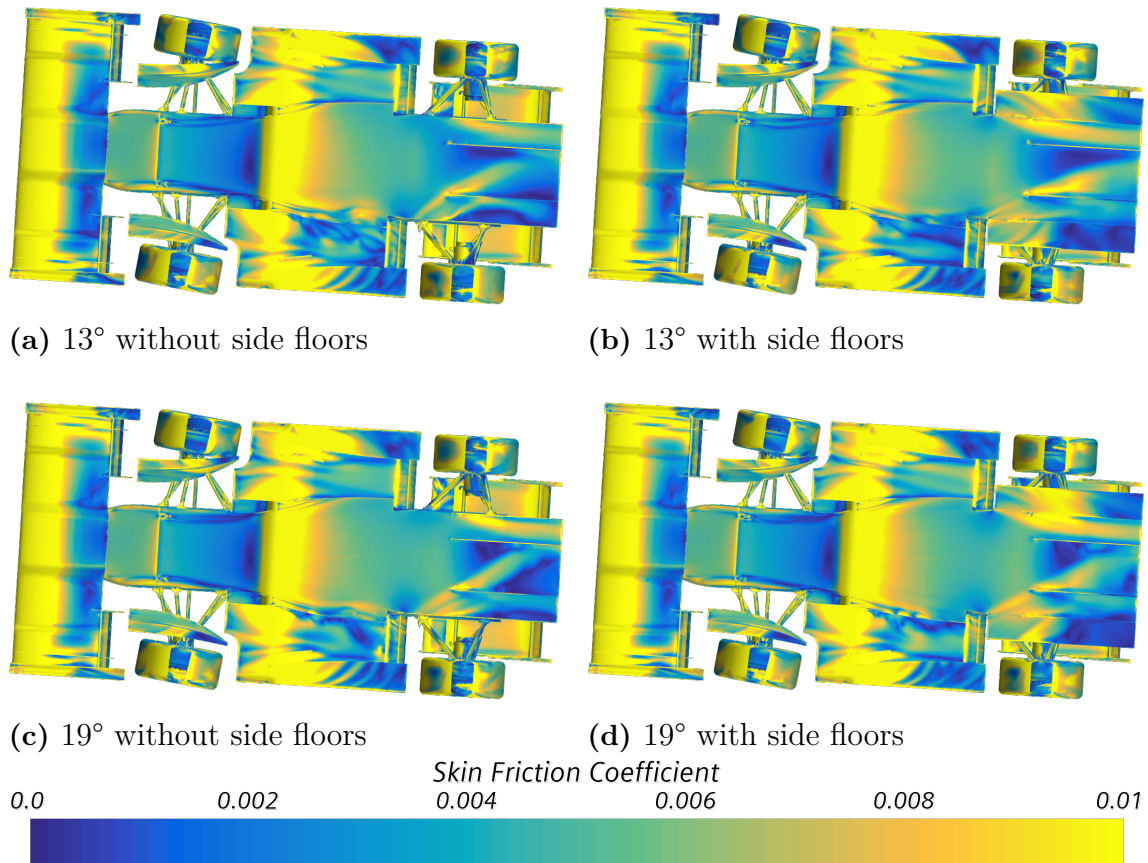 (a) 13° without side floors
(b) 13° with side floors
(c) 19° without side floors
(d) 19° with side floors
Skin Friction Coefficient
0.0 0.002 0.004 0.006 0.008 0.01